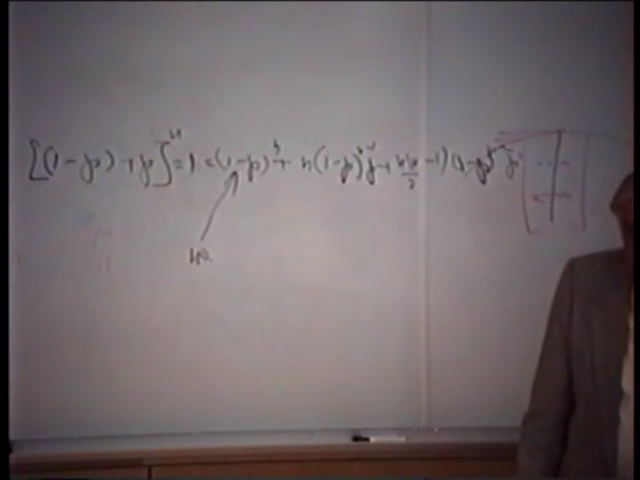 [(1-p)+p]^n = 1 = (1-p)^n + n(1-p)^{n-1}p + n(n-1)/2 (1-p)^{n-2}p^2